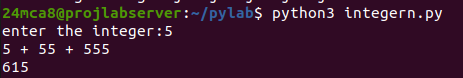 24mca8@projlabserver:~/pylab$ python3 integern.py
enter the integer:5
5 + 55 + 555
615